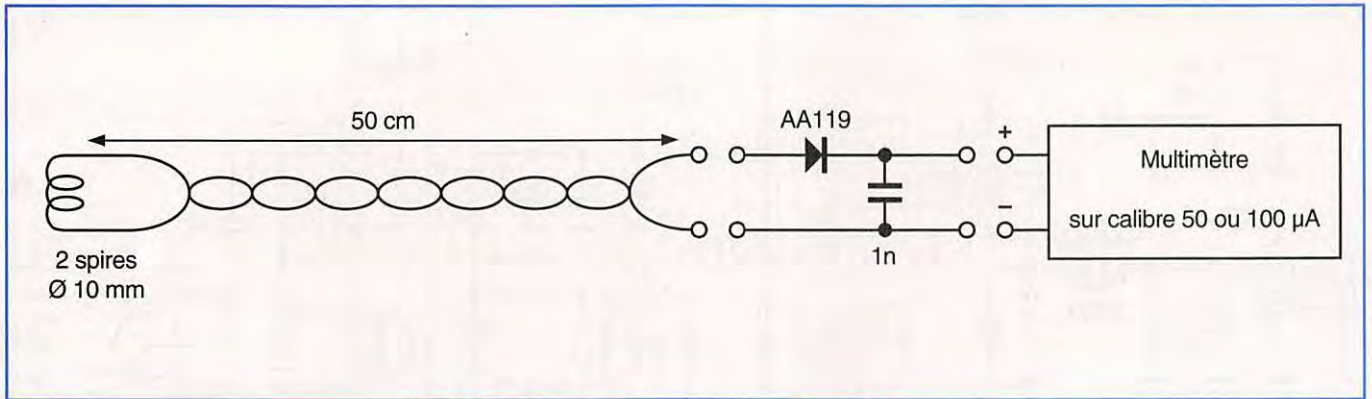 50 cm
AA119
+
−
Multimètre
sur calibre 50 ou 100 µA
2 spires
Ø 10 mm
1n